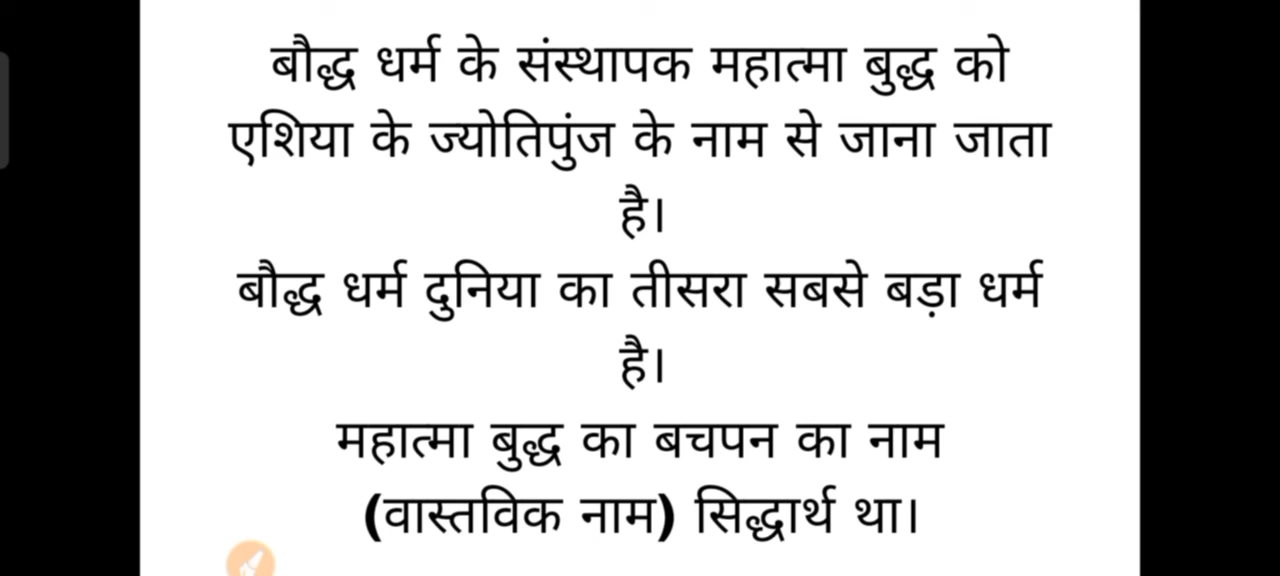 बौद्ध धर्म के संस्थापक महात्मा बुद्ध को
एशिया के ज्योतिपुंज के नाम से जाना जाता
है।
बौद्ध धर्म दुनिया का तीसरा सबसे बड़ा धर्म
है।
महात्मा बुद्ध का बचपन का नाम
(वास्तविक नाम) सिद्धार्थ था।